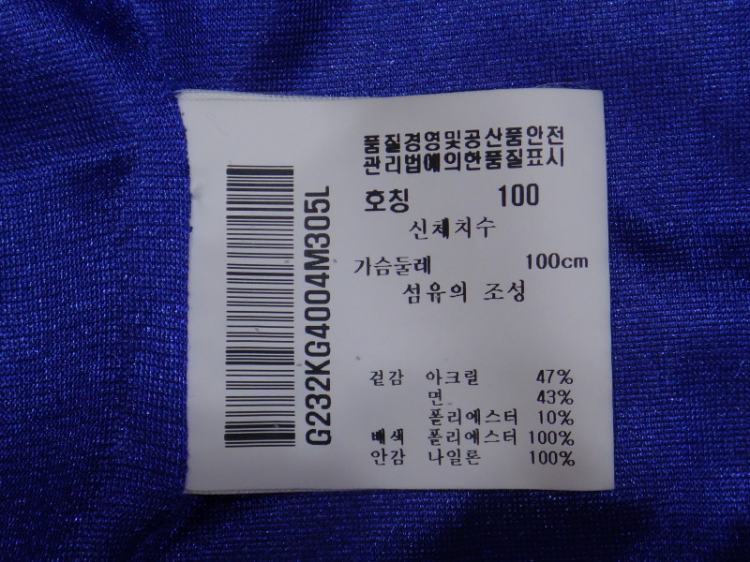 품질경영및공산품안전
관리법에의한품질표시
호칭 100
신체치수
가슴둘레 100cm
섬유의 조성
겉감 아크릴 47%
면 43%
폴리에스터 10%
배색 폴리에스터 100%
안감 나일론 100%
G232KG4004M305L